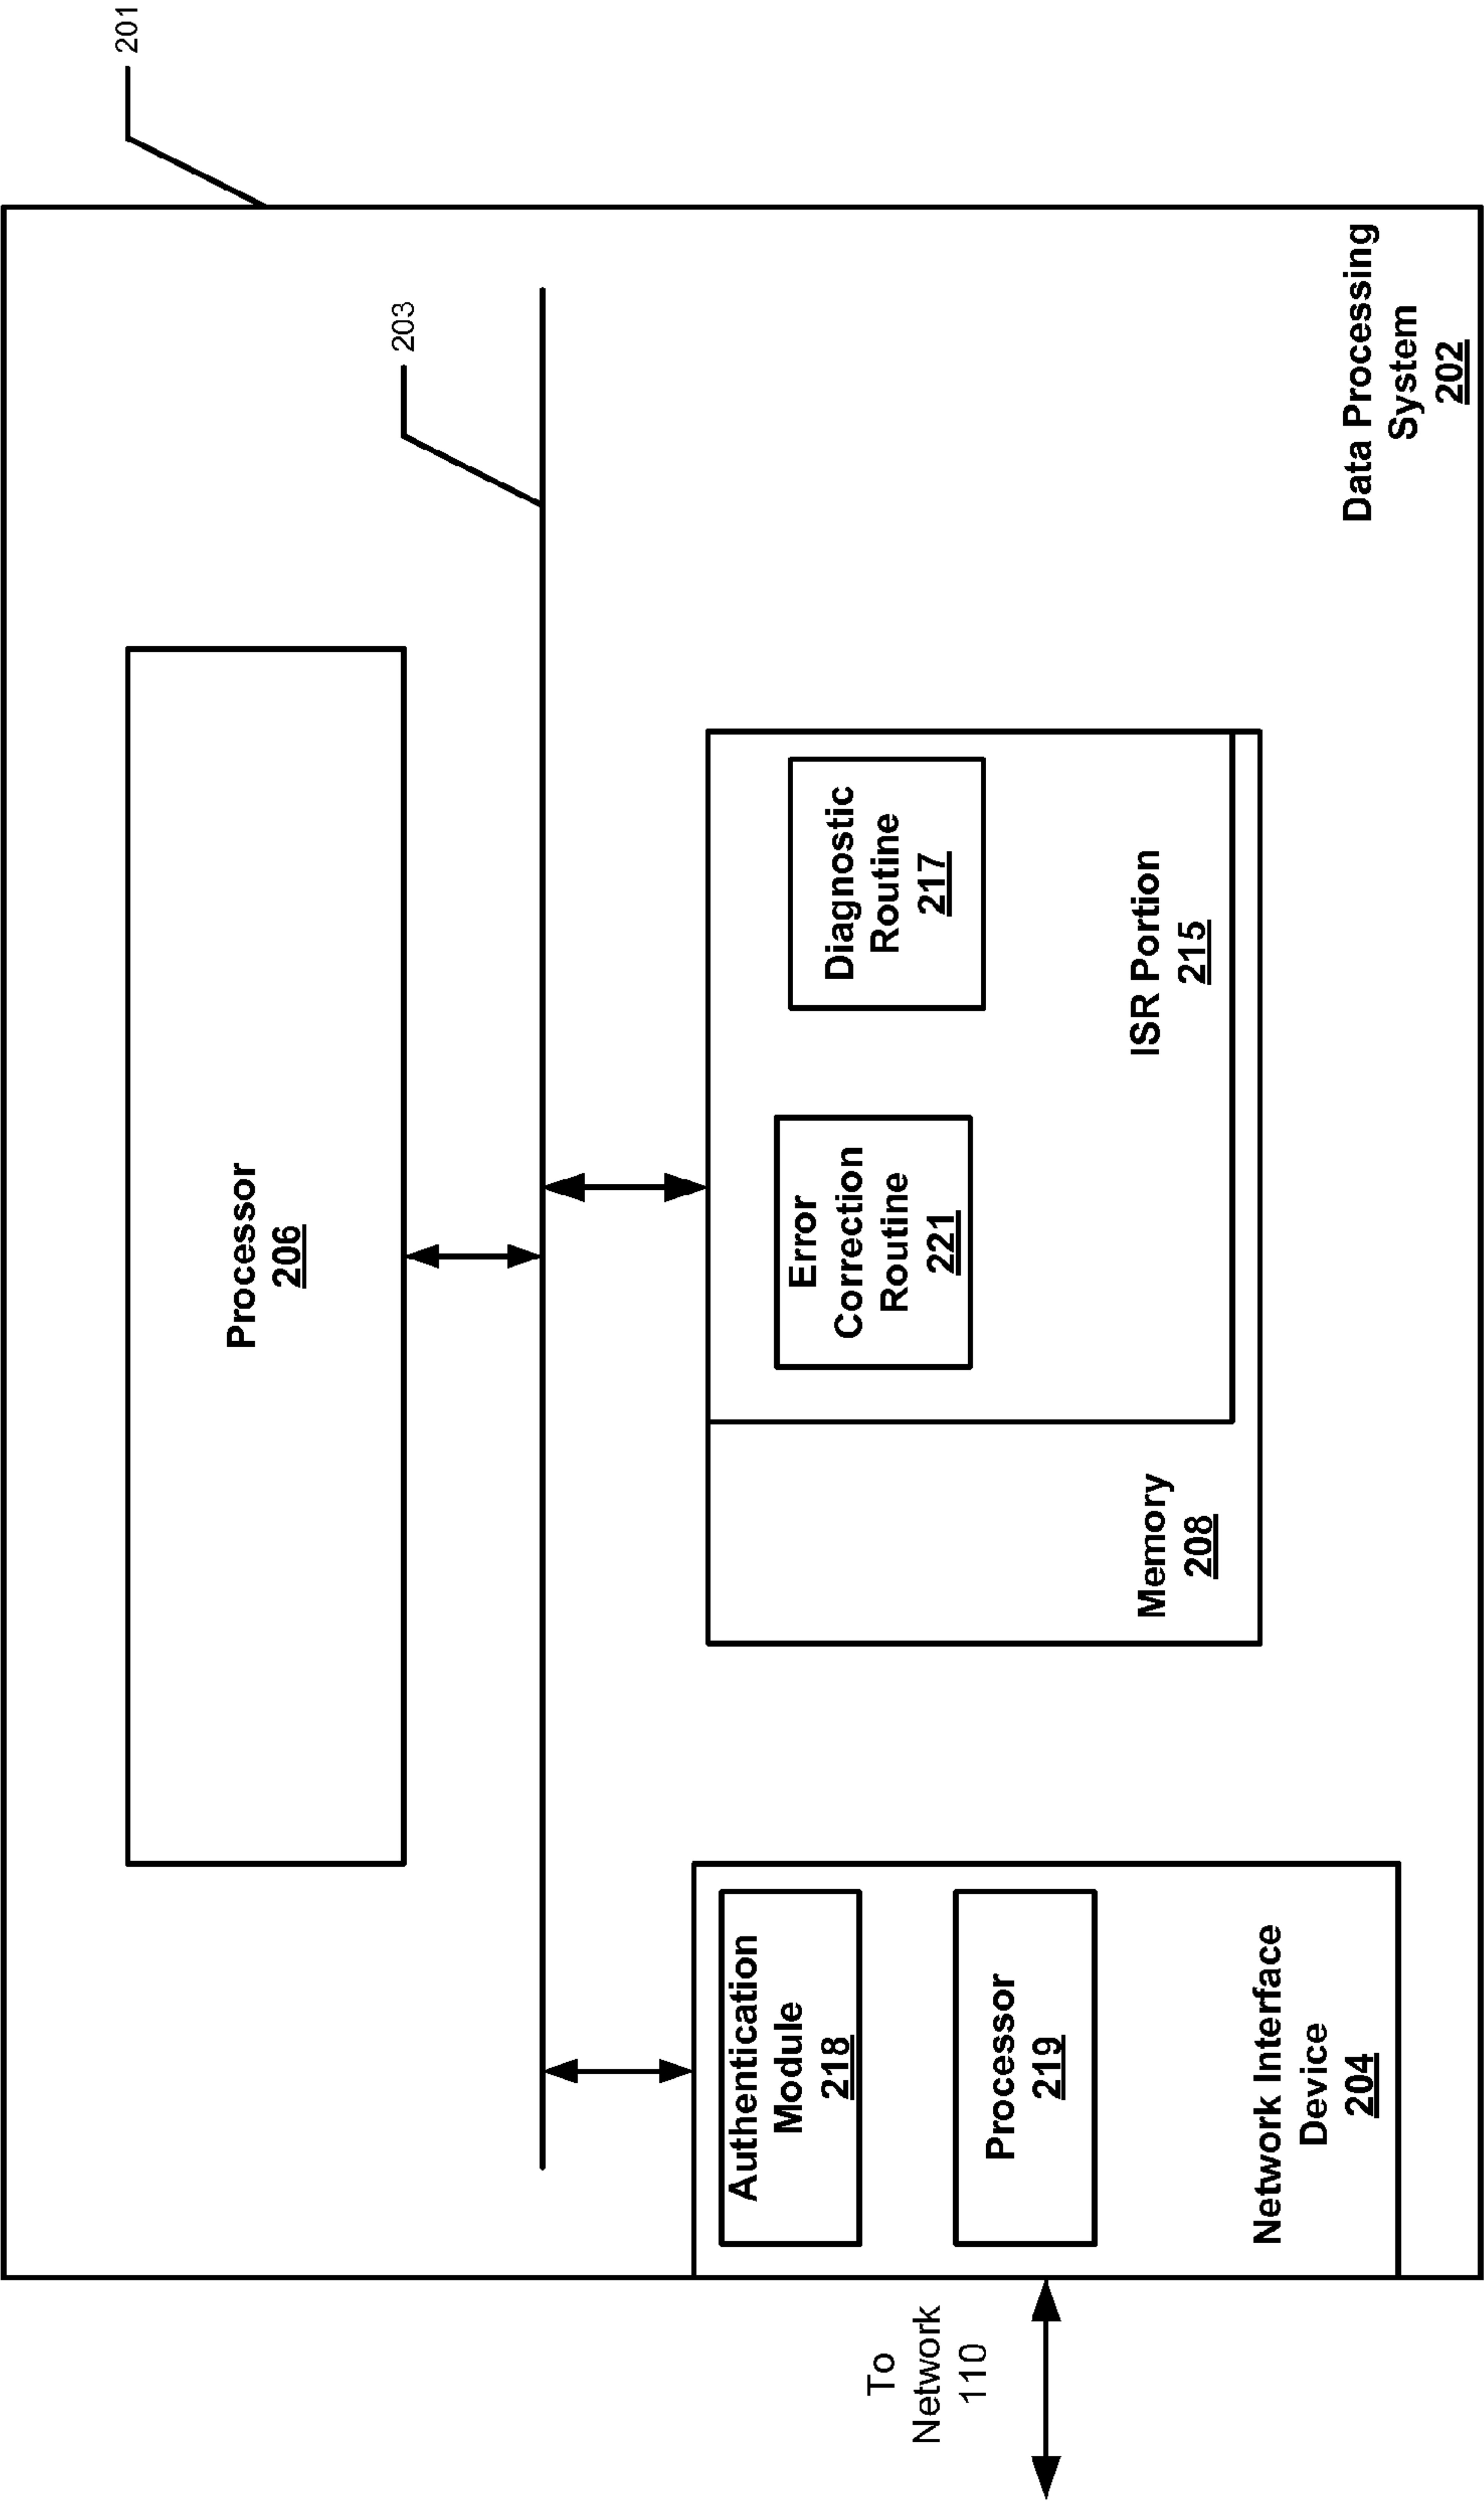 201
203
Processor
206
Authentication
Module
218
Processor
219
Network Interface
Device
204
To
Network
110
Memory
208
Error
Correction
Routine
221
Diagnostic
Routine
217
ISR Portion
215
Data Processing
System
202